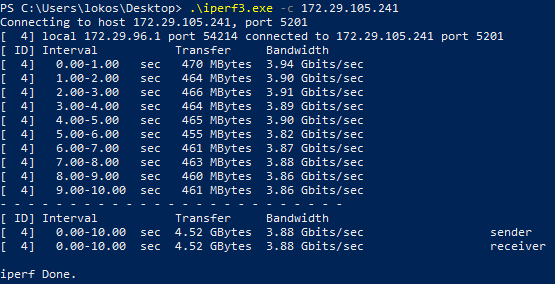 PS C:\Users\lokos\Desktop> .\iperf3.exe -c 172.29.105.241
Connecting to host 172.29.105.241, port 5201
[  4] local 172.29.96.1 port 54214 connected to 172.29.105.241 port 5201
[ ID] Interval           Transfer     Bandwidth
[  4]   0.00-1.00   sec   470 MBytes  3.94 Gbits/sec
[  4]   1.00-2.00   sec   464 MBytes  3.90 Gbits/sec
[  4]   2.00-3.00   sec   466 MBytes  3.91 Gbits/sec
[  4]   3.00-4.00   sec   464 MBytes  3.89 Gbits/sec
[  4]   4.00-5.00   sec   465 MBytes  3.90 Gbits/sec
[  4]   5.00-6.00   sec   455 MBytes  3.82 Gbits/sec
[  4]   6.00-7.00   sec   461 MBytes  3.87 Gbits/sec
[  4]   7.00-8.00   sec   463 MBytes  3.88 Gbits/sec
[  4]   8.00-9.00   sec   460 MBytes  3.86 Gbits/sec
[  4]   9.00-10.00  sec   461 MBytes  3.86 Gbits/sec
- - - - - - - - - - - - - - - - - - - - - - - - -
[ ID] Interval           Transfer     Bandwidth
[  4]   0.00-10.00  sec  4.52 GBytes  3.88 Gbits/sec                  sender
[  4]   0.00-10.00  sec  4.52 GBytes  3.88 Gbits/sec                  receiver
iperf Done.